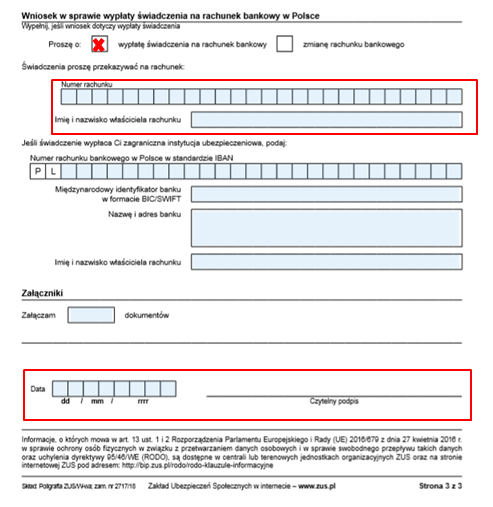 Wniosek w sprawie wypłaty świadczenia na rachunek bankowy w Polsce
Wypełnij, jeśli wniosek dotyczy wypłaty świadczenia
Proszę o: wypłatę świadczenia na rachunek bankowy zmianę rachunku bankowego
Świadczenia proszę przekazywać na rachunek:
Numer rachunku
Imię i nazwisko właściciela rachunku
Jeśli świadczenie wypłaca Ci zagraniczna instytucja ubezpieczeniowa, podaj:
Numer rachunku bankowego w Polsce w standardzie IBAN
P L
Międzynarodowy identyfikator banku
w formacie BIC/SWIFT
Nazwę i adres banku
Imię i nazwisko właściciela rachunku
Załączniki
Załączam dokumentów
Data
dd / mm / rrrr
Czytelny podpis
Informacje, o których mowa w art. 13 ust. 1 i 2 Rozporządzenia Parlamentu Europejskiego i Rady (UE) 2016/679 z dnia 27 kwietnia 2016 r.
w sprawie ochrony osób fizycznych w związku z przetwarzaniem danych osobowych i w sprawie swobodnego przepływu takich danych
oraz uchylenia dyrektywy 95/46/WE (RODO), są dostępne w centrali lub terenowych jednostkach organizacyjnych ZUS oraz na stronie
internetowej ZUS pod adresem: http://bip.zus.pl/rodo/rodo-klauzule-informacyjne
Skład: Poligrafia ZUS/W-wa; zam. nr 2717/18 Zakład Ubezpieczeń Społecznych w internecie – www.zus.pl Strona 3 z 3